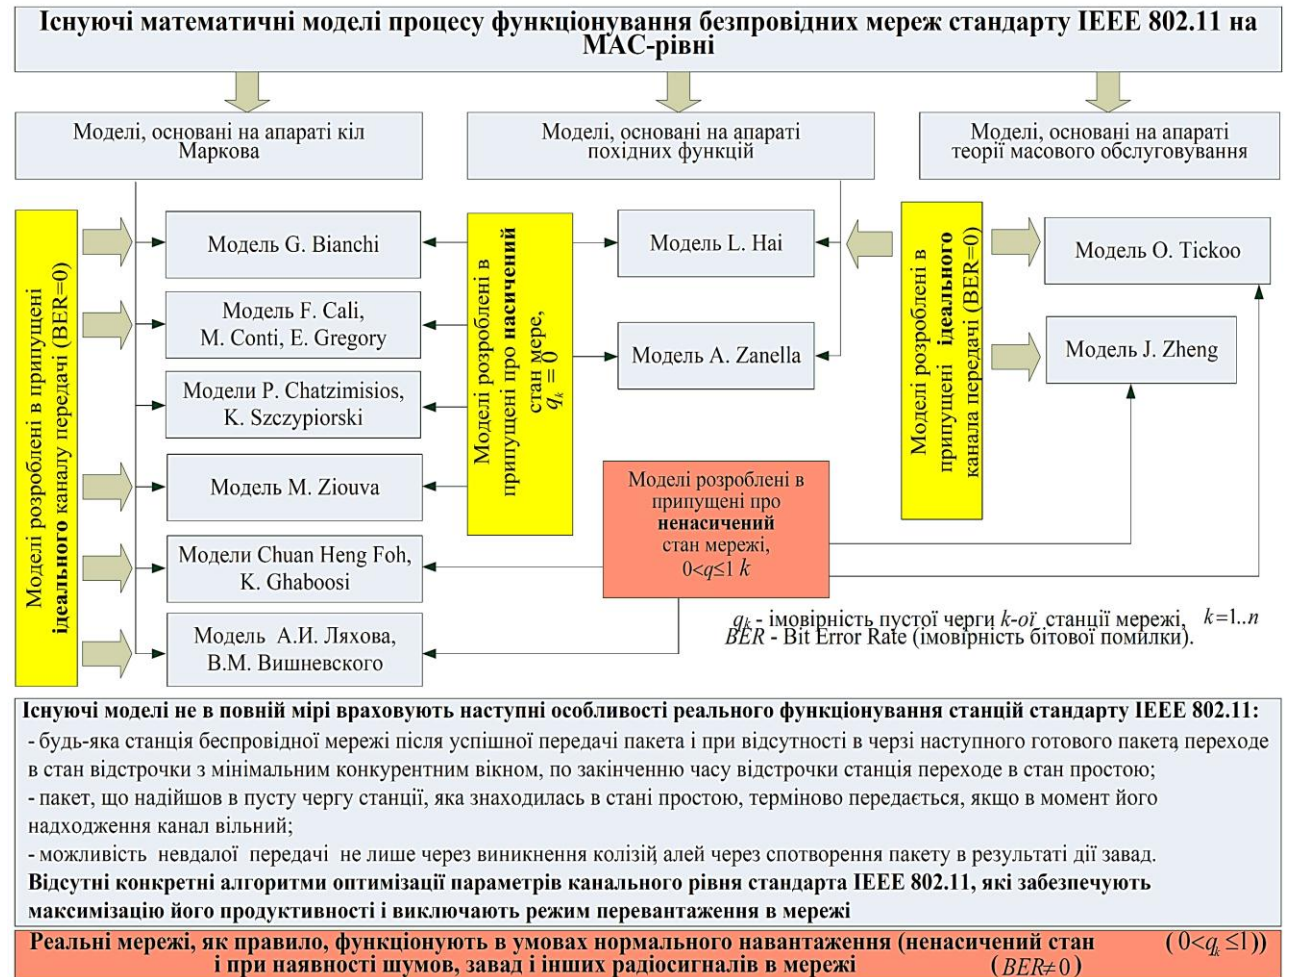 Існуючі математичні моделі процесу функціонування безпровідних мереж стандарту IEEE 802.11 на
МАС-рівні
Моделі, основані на апараті кіл
Маркова
Моделі, основані на апараті
похідних функцій
Моделі, основані на апараті
теорії масового обслуговування
Моделі розроблені в припущені
ідеального каналу передачі (BER=0)
Модель G. Bianchi
Модель F. Cali,
M. Conti, E. Gregory
Модели P. Chatzimisios,
K. Szczypiorski
Модель M. Ziouva
Модели Chuan Heng Foh,
K. Ghaboosi
Модель А.И. Ляхова,
В.М. Вишневского
Моделі розроблені в
припущені про насичений
стан мере,
qk = 0
Модель L. Hai
Модель A. Zanella
Моделі розроблені в
припущені про
ненасичений
стан мережі,
0<q≤1 k
Моделі розроблені в
припущені ідеального
канала передачі (BER=0)
Модель O. Tickoo
Модель J. Zheng
qk - імовірність пустої черги k-ої станції мережі, k=1..n
BER - Bit Error Rate (імовірність бітової помилки).
Існуючі моделі не в повній мірі враховують наступні особливості реального функціонування станцій стандарту IEEE 802.11:
- будь-яка станція беспровідної мережі після успішної передачі пакета і при відсутності в черзі наступного готового пакета, переходе
в стан відстрочки з мінімальним конкурентним вікном, по закінченню часу відстрочки станція переходе в стан простою;
- пакет, що надійшов в пусту чергу станції, яка знаходилась в стані простою, терміново передається, якщо в момент його
надходження канал вільний;
- можливість невдалої передачі не лише через виникнення колізій, алей через спотворення пакету в результаті дії завад.
Відсутні конкретні алгоритми оптимізації параметрів канального рівня стандарта IEEE 802.11, які забезпечують
максимізацію його продуктивності і виключають режим перевантаження в мережі
Реальні мережі, як правило, функціонують в умовах нормального навантаження (ненасичений стан ( 0<qk ≤1))
і при наявності шумов, завад і інших радіосигналів в мережі ( BER≠0 )